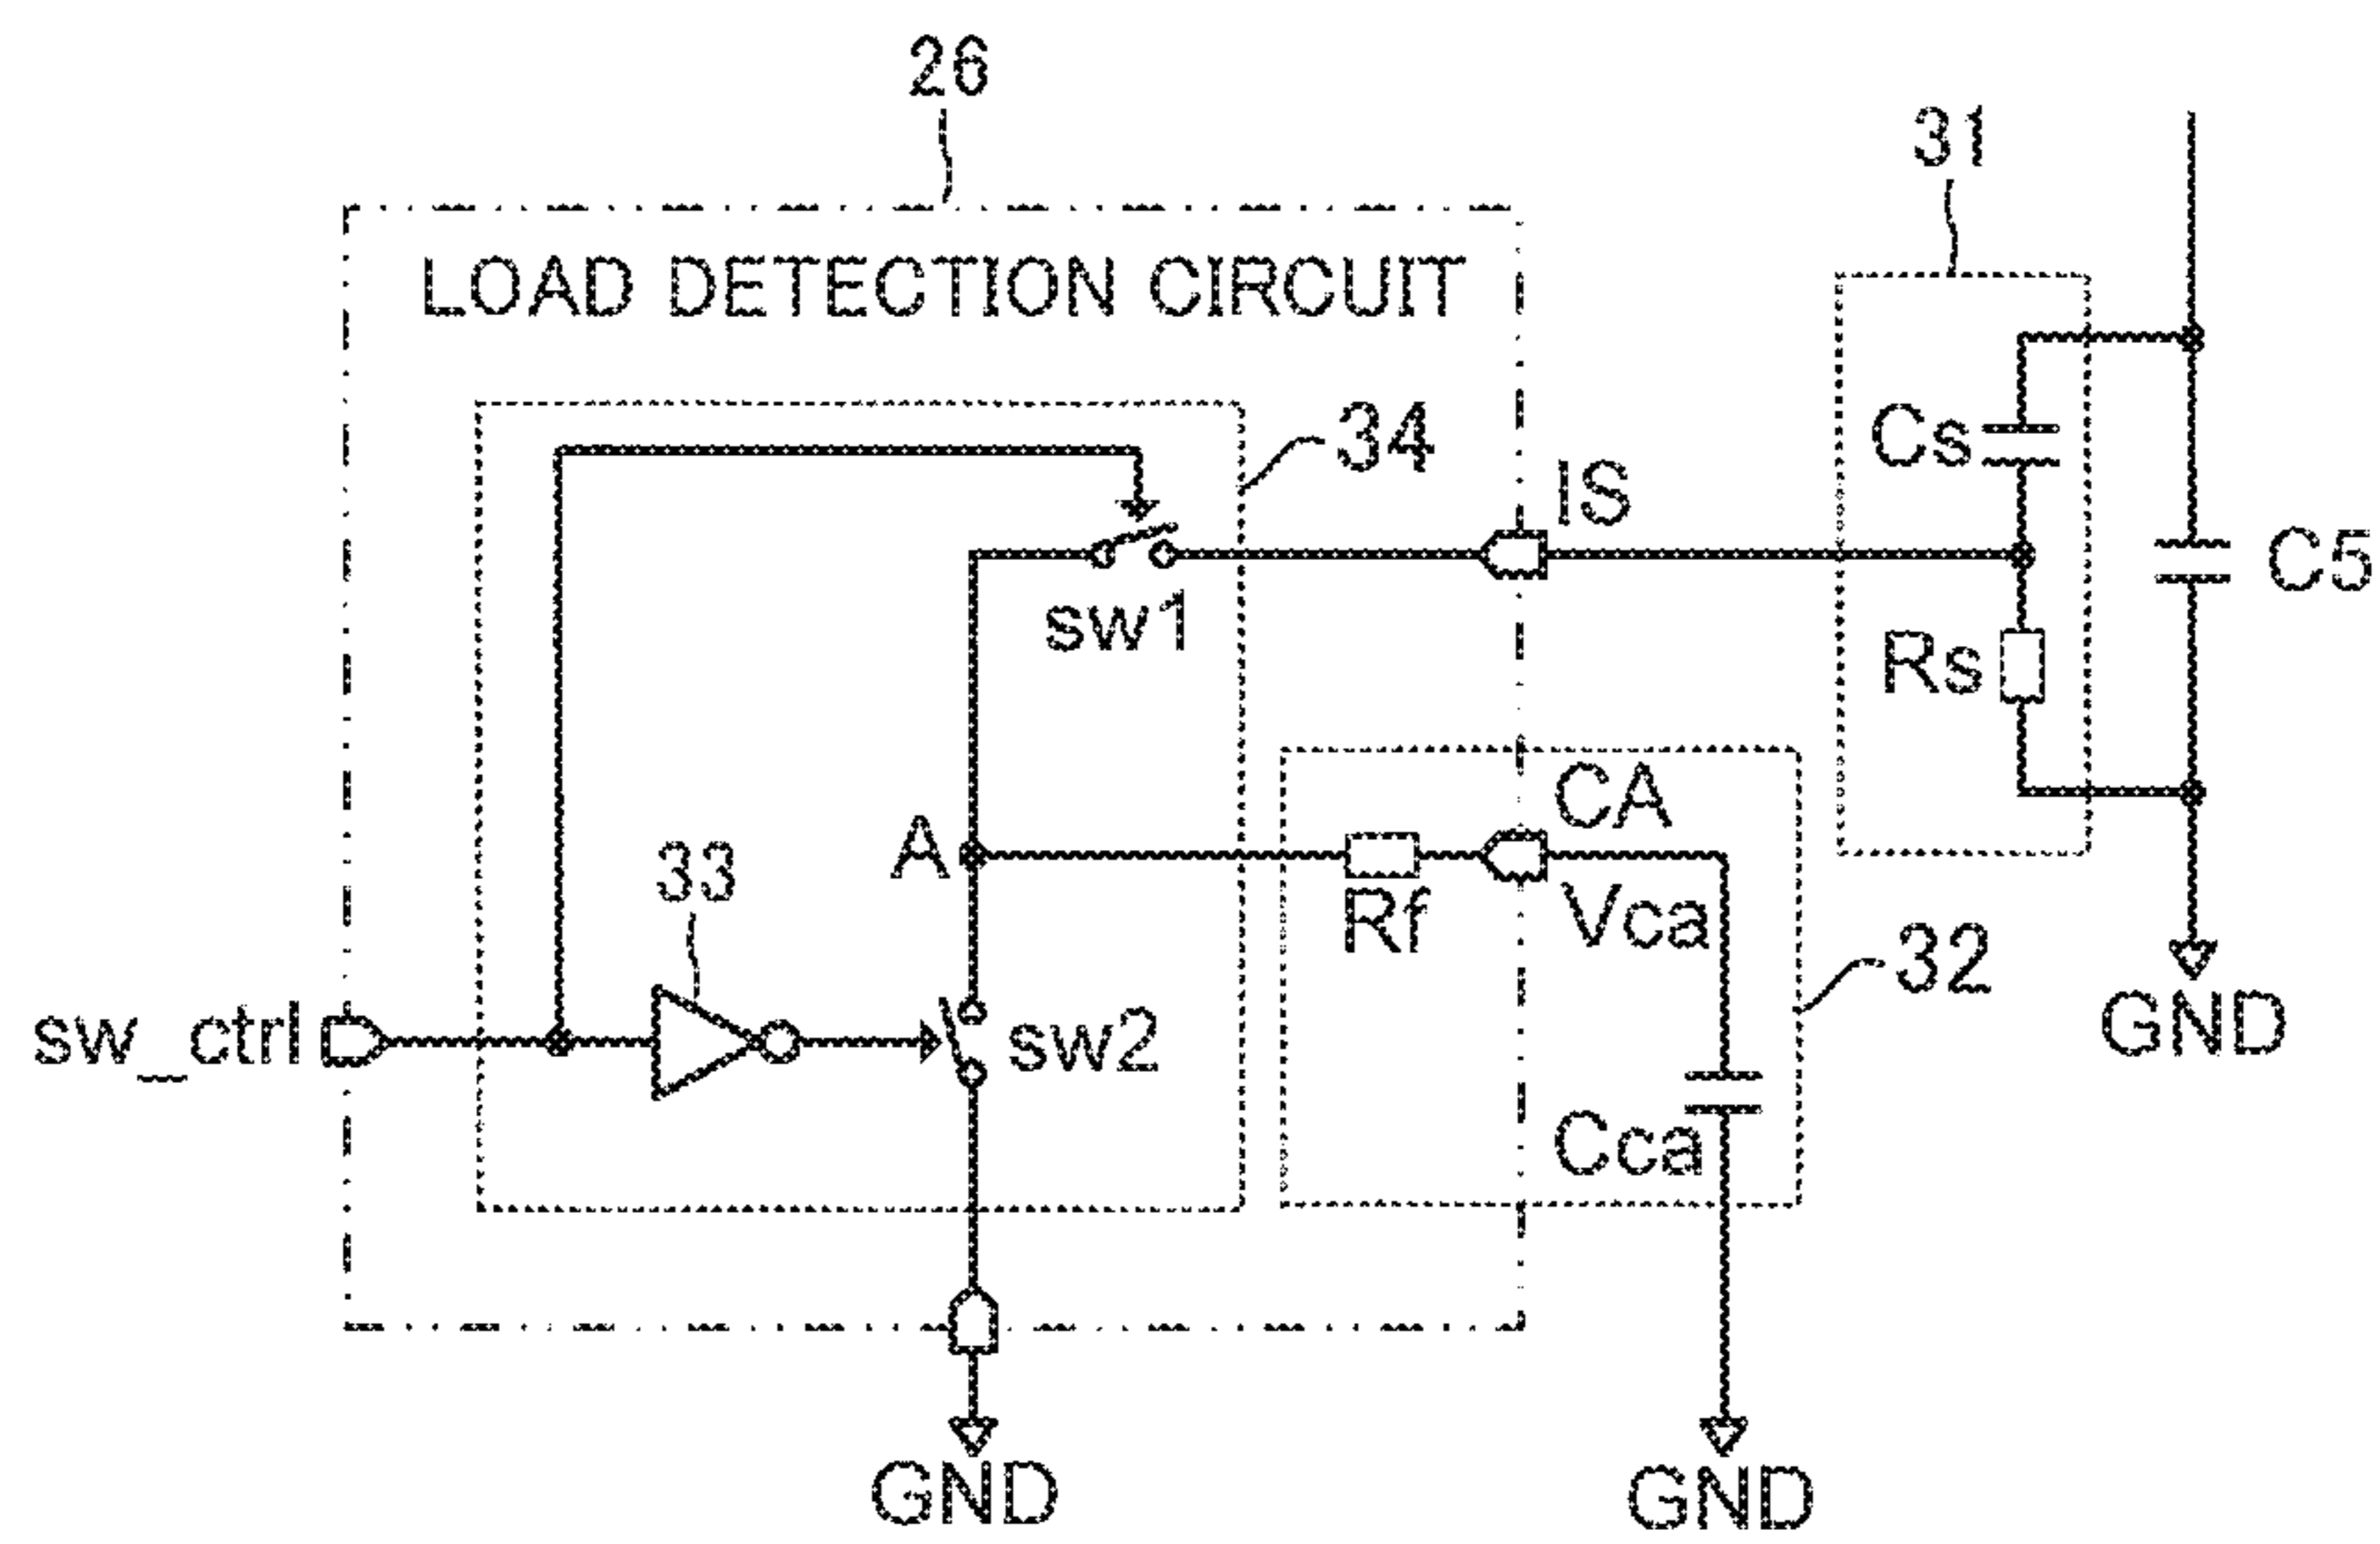 26
31
LOAD DETECTION CIRCUIT
34
Cs
IS
C5
sw1
Rs
CA
A
33
Rf
Vca
32
sw_ctrl
sw2
GND
Cca
GND
GND